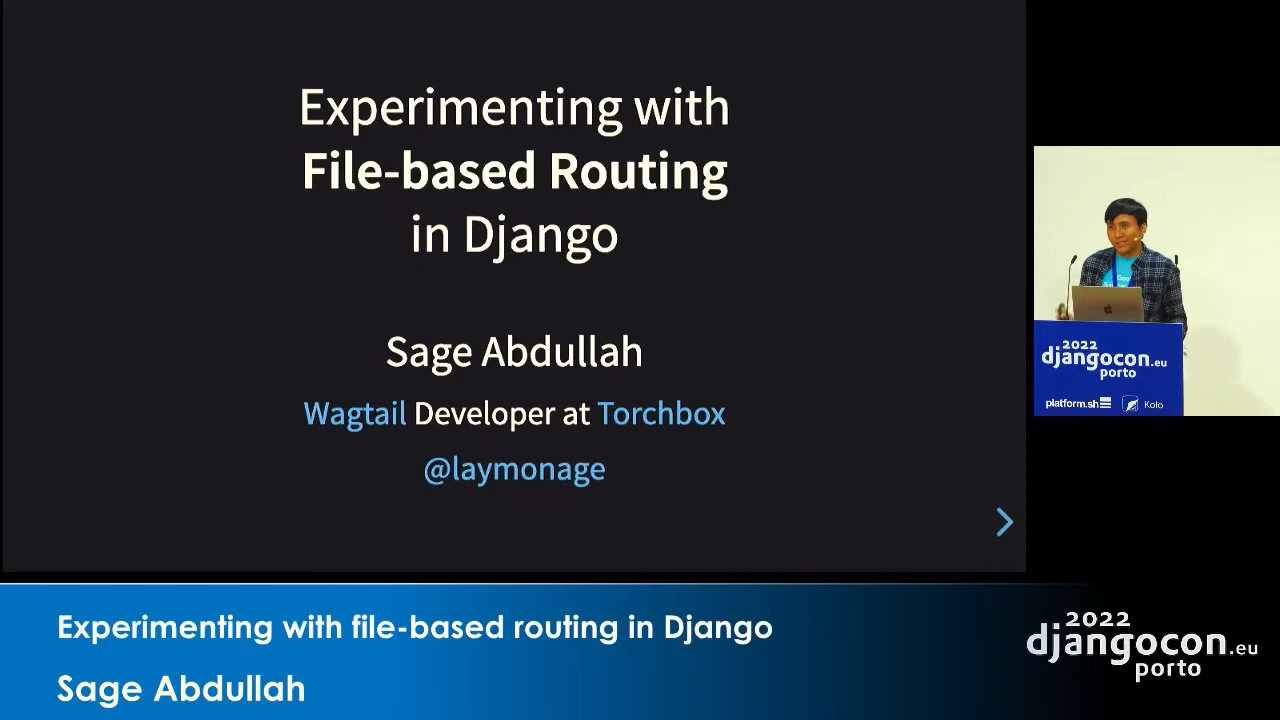 Experimenting with
File-based Routing
in Django
Sage Abdullah
Wagtail Developer at Torchbox
@laymonage
2022
djangocon.eu
porto
platform.sh
Kolo
Experimenting with file-based routing in Django
Sage Abdullah
2022
djangocon.eu
porto